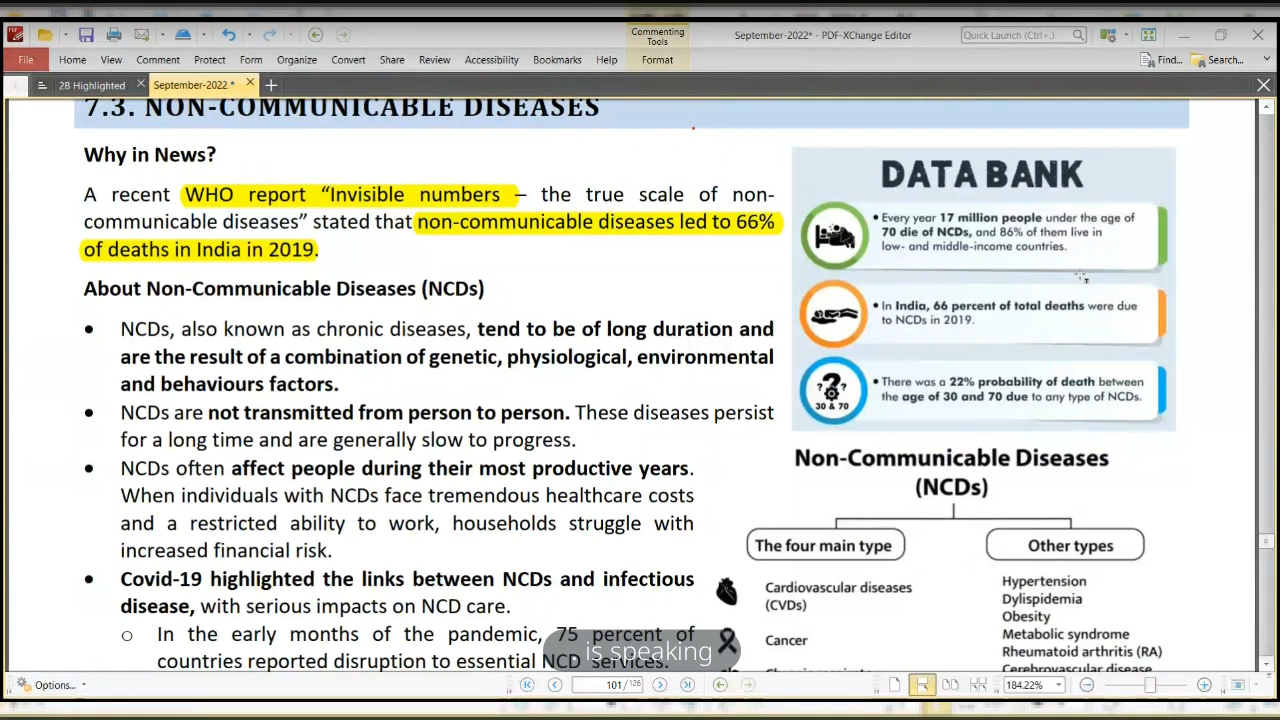 Commenting
Tools
September-2022* - PDF-XChange Editor
Quick Launch (Ctrl+.)
File
Home
View
Comment
Protect
Form
Organize
Convert
Share
Review
Accessibility
Bookmarks
Help
Format
Find...
Search...
2B Highlighted
September-2022 *
7.3. NON-COMMUNICABLE DISEASES
Why in News?
A recent WHO report “Invisible numbers – the true scale of non-
communicable diseases” stated that non-communicable diseases led to 66%
of deaths in India in 2019.
About Non-Communicable Diseases (NCDs)
• NCDs, also known as chronic diseases, tend to be of long duration and
are the result of a combination of genetic, physiological, environmental
and behaviours factors.
• NCDs are not transmitted from person to person. These diseases persist
for a long time and are generally slow to progress.
• NCDs often affect people during their most productive years.
When individuals with NCDs face tremendous healthcare costs
and a restricted ability to work, households struggle with
increased financial risk.
• Covid-19 highlighted the links between NCDs and infectious
disease, with serious impacts on NCD care.
o In the early months of the pandemic, 75 percent of
countries reported disruption to essential NCD services.
DATA BANK
• Every year 17 million people under the age of
70 die of NCDs, and 86% of them live in
low- and middle-income countries.
• In India, 66 percent of total deaths were due
to NCDs in 2019.
30 & 70
• There was a 22% probability of death between
the age of 30 and 70 due to any type of NCDs.
Non-Communicable Diseases
(NCDs)
The four main type
Cardiovascular diseases
(CVDs)
Cancer
Other types
Hypertension
Dylispidemia
Obesity
Metabolic syndrome
Rheumatoid arthritis (RA)
Cerebrovascular disease
is speaking
Options...
101 / 126
184.22%